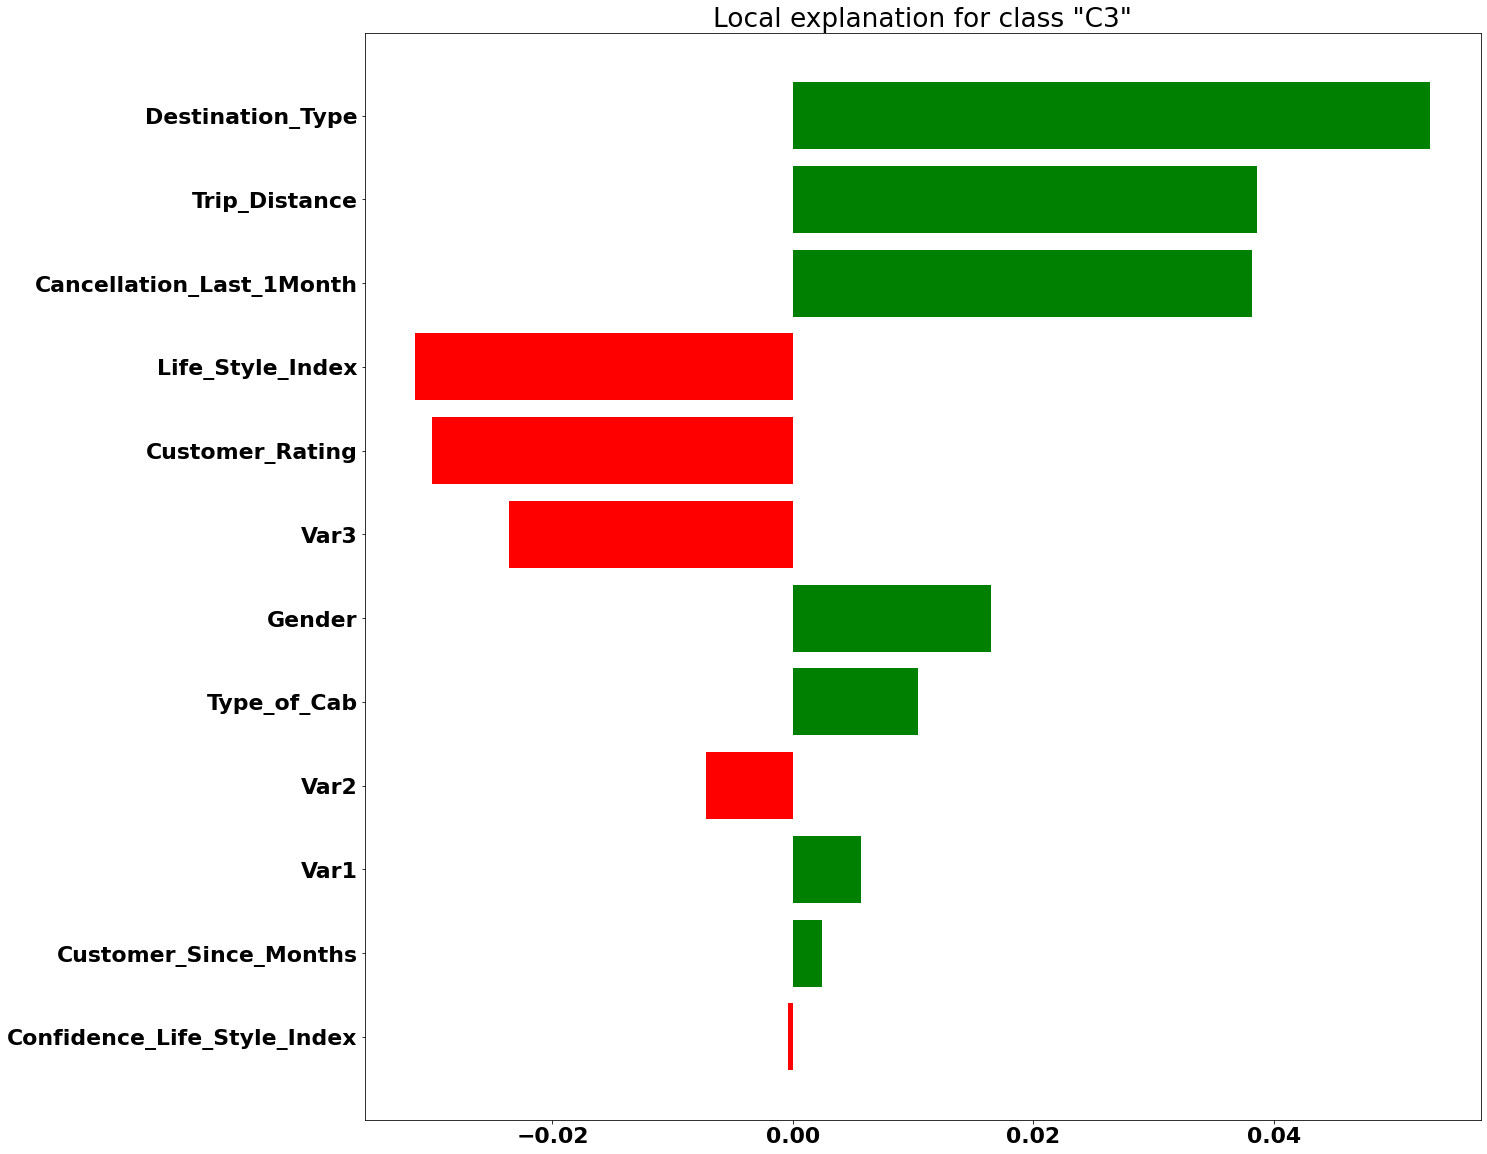 Local explanation for class "C3"
Destination_Type
Trip_Distance
Cancellation_Last_1Month
Life_Style_Index
Customer_Rating
Var3
Gender
Type_of_Cab
Var2
Var1
Customer_Since_Months
Confidence_Life_Style_Index
−0.02 0.00 0.02 0.04